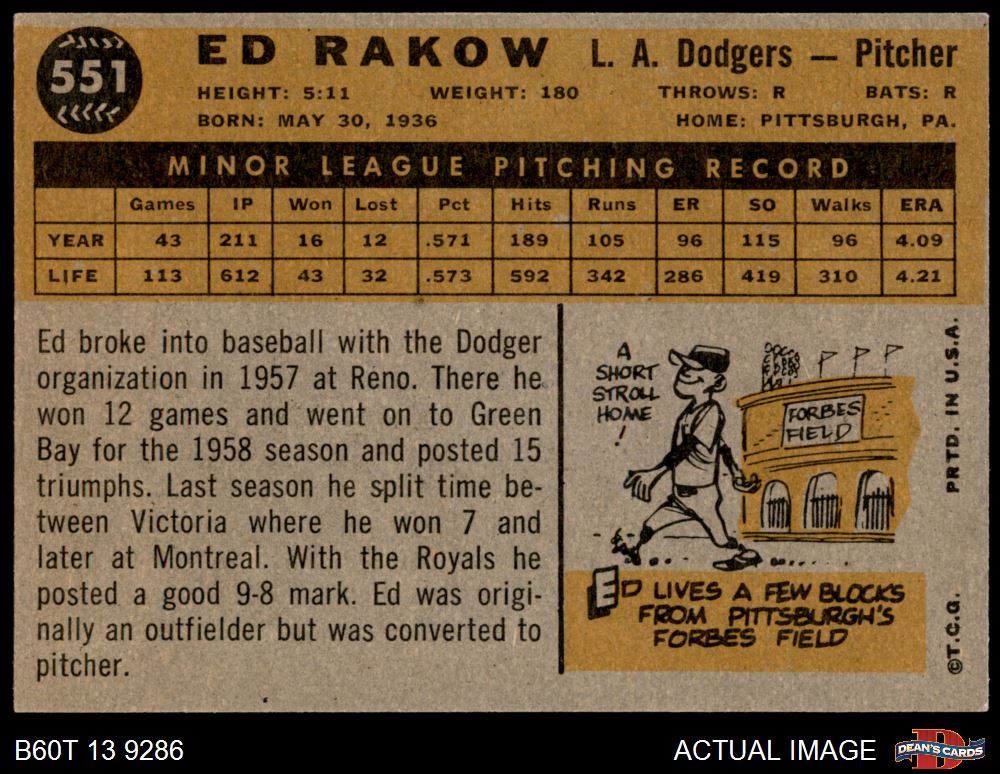 551
ED RAKOW L. A. Dodgers — Pitcher
HEIGHT: 5:11 WEIGHT: 180 THROWS: R BATS: R
BORN: MAY 30, 1936 HOME: PITTSBURGH, PA.
MINOR LEAGUE PITCHING RECORD
Games IP Won Lost Pct Hits Runs ER SO Walks ERA
YEAR 43 211 16 12 .571 189 105 96 115 96 4.09
LIFE 113 612 43 32 .573 592 342 286 419 310 4.21
Ed broke into baseball with the Dodger
organization in 1957 at Reno. There he
won 12 games and went on to Green
Bay for the 1958 season and posted 15
triumphs. Last season he split time be-
tween Victoria where he won 7 and
later at Montreal. With the Royals he
posted a good 9-8 mark. Ed was origi-
nally an outfielder but was converted to
pitcher.
A
SHORT
STROLL
HOME
!
FORBES
FIELD
ED LIVES A FEW BLOCKS
FROM PITTSBURGH'S
FORBES FIELD
PRTD. IN U.S.A.
©T.C.G.
B60T 13 9286 ACTUAL IMAGE
D
DEAN'S CARDS